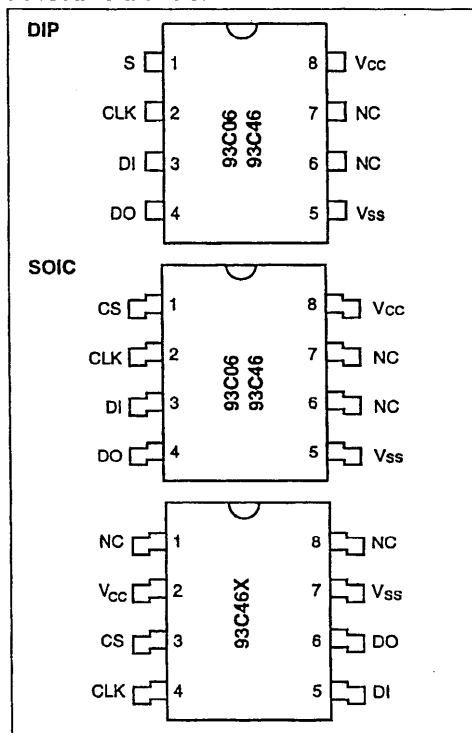 DIP
S 1 8 Vcc
CLK 2 7 NC
93C06
93C46
DI 3 6 NC
DO 4 5 Vss
SOIC
CS 1 8 Vcc
CLK 2 7 NC
93C06
93C46
DI 3 6 NC
DO 4 5 Vss
NC 1 8 NC
Vcc 2 7 Vss
93C46X
CS 3 6 DO
CLK 4 5 DI